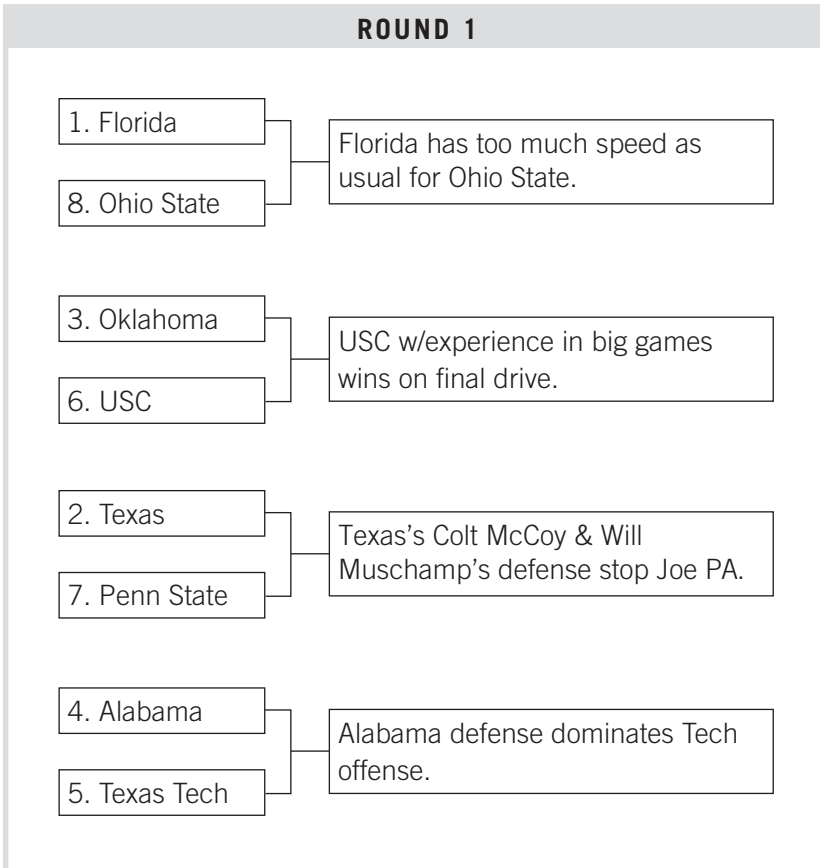 ROUND 1
1. Florida
8. Ohio State
Florida has too much speed as
usual for Ohio State.
3. Oklahoma
6. USC
USC w/experience in big games
wins on final drive.
2. Texas
7. Penn State
Texas’s Colt McCoy & Will
Muschamp’s defense stop Joe PA.
4. Alabama
5. Texas Tech
Alabama defense dominates Tech
offense.